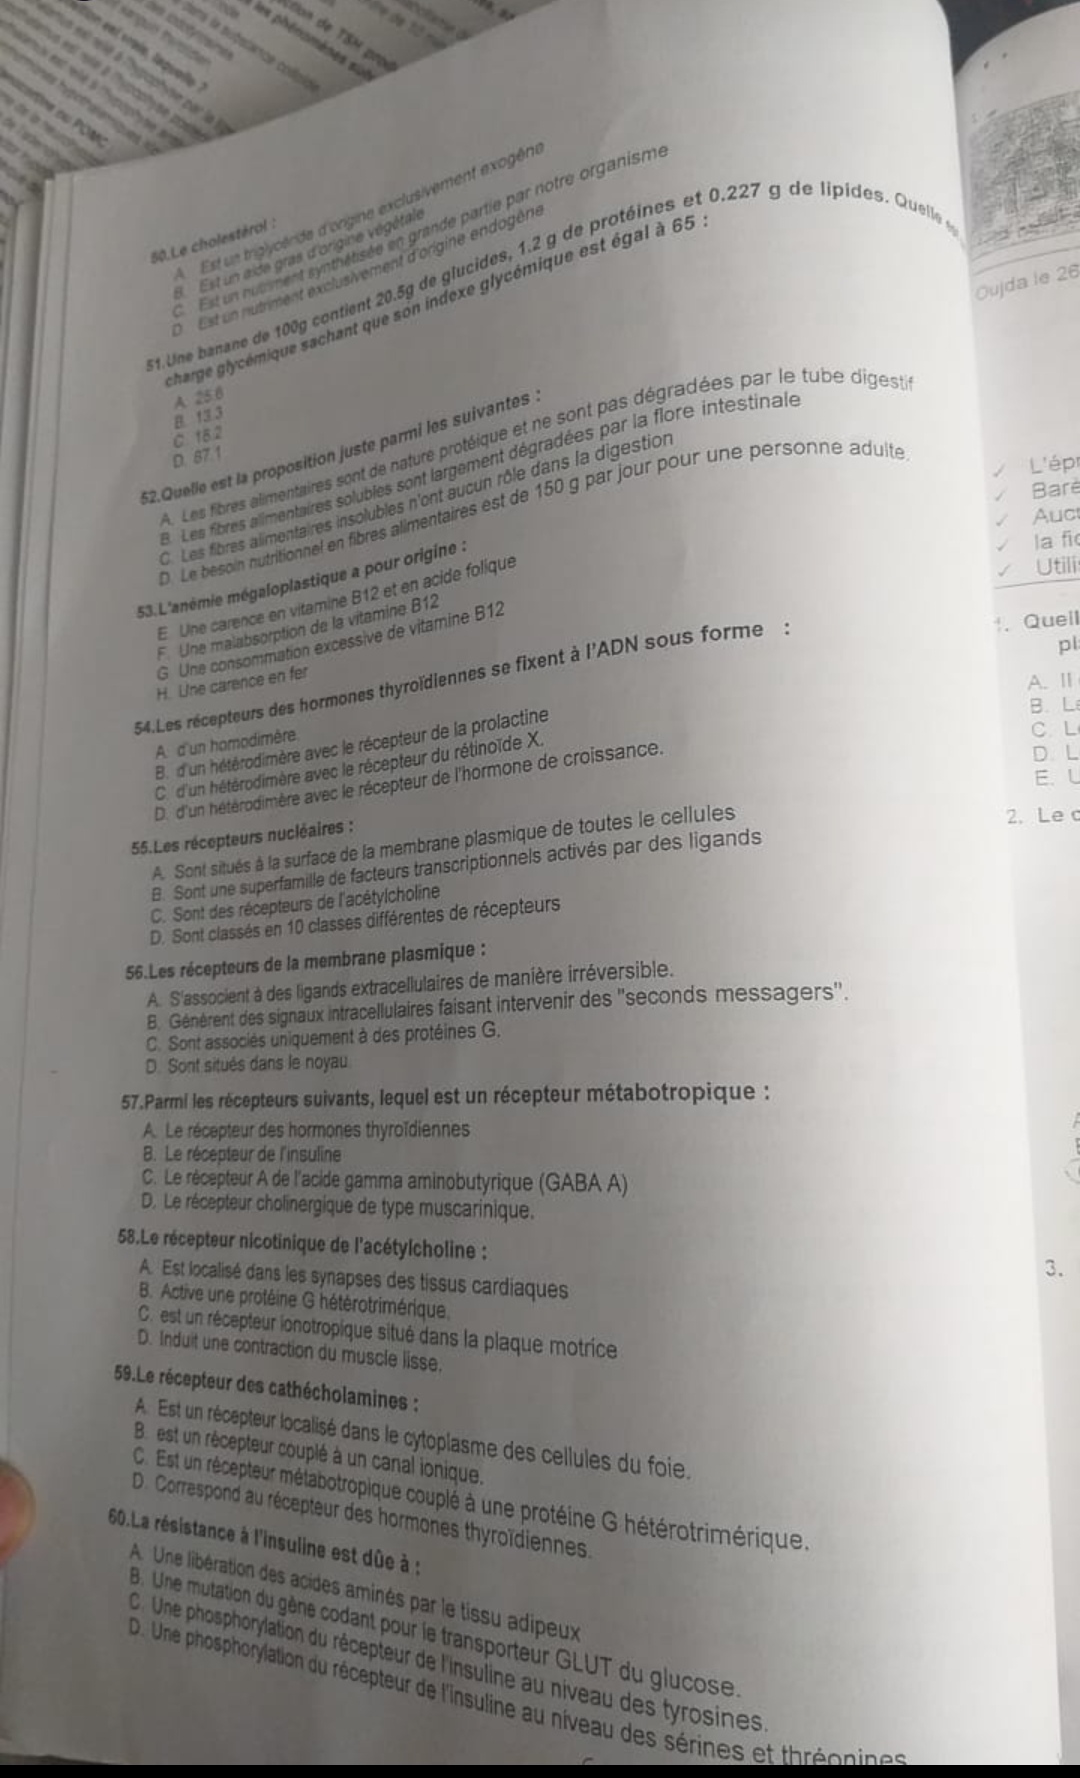 50.Le cholestérol :
A. Est un triglycéride d'origine exclusivement exogène
B. Est un aide gras d'origine végétale
C. Est un nutriment synthétisée en grande partie par notre organisme
D. Est un nutriment exclusivement d'origine endogène
51.Une banane de 100g contient 20.5g de glucides, 1.2 g de protéines et 0.227 g de lipides. Quelle est
charge glycémique sachant que son indexe glycémique est égal à 65 :
A. 25.6
B. 13.3
C. 18.2
D. 87.1
52.Quelle est la proposition juste parmi les suivantes :
A. Les fibres alimentaires sont de nature protéique et ne sont pas dégradées par le tube digestif
B. Les fibres alimentaires solubles sont largement dégradées par la flore intestinale
C. Les fibres alimentaires insolubles n'ont aucun rôle dans la digestion
D. Le besoin nutritionnel en fibres alimentaires est de 150 g par jour pour une personne adulte.
53.L'anémie mégaloplastique a pour origine :
E. Une carence en vitamine B12 et en acide folique
F. Une malabsorption de la vitamine B12
G. Une consommation excessive de vitamine B12
H. Une carence en fer
54.Les récepteurs des hormones thyroïdiennes se fixent à l'ADN sous forme :
A. d'un homodimère.
B. d'un hétérodimère avec le récepteur de la prolactine
C. d'un hétérodimère avec le récepteur du rétinoïde X.
D. d'un hétérodimère avec le récepteur de l'hormone de croissance.
55.Les récepteurs nucléaires :
A. Sont situés à la surface de la membrane plasmique de toutes le cellules
B. Sont une superfamille de facteurs transcriptionnels activés par des ligands
C. Sont des récepteurs de l'acétylcholine
D. Sont classés en 10 classes différentes de récepteurs
56.Les récepteurs de la membrane plasmique :
A. S'associent à des ligands extracellulaires de manière irréversible.
B. Génèrent des signaux intracellulaires faisant intervenir des "seconds messagers".
C. Sont associés uniquement à des protéines G.
D. Sont situés dans le noyau.
57.Parmi les récepteurs suivants, lequel est un récepteur métabotropique :
A. Le récepteur des hormones thyroïdiennes
B. Le récepteur de l'insuline
C. Le récepteur A de l'acide gamma aminobutyrique (GABA A)
D. Le récepteur cholinergique de type muscarinique.
58.Le récepteur nicotinique de l'acétylcholine :
A. Est localisé dans les synapses des tissus cardiaques
B. Active une protéine G hétérotrimérique.
C. est un récepteur ionotropique situé dans la plaque motrice
D. Induit une contraction du muscle lisse.
59.Le récepteur des cathécholamines :
A. Est un récepteur localisé dans le cytoplasme des cellules du foie.
B. est un récepteur couplé à un canal ionique.
C. Est un récepteur métabotropique couplé à une protéine G hétérotrimérique.
D. Correspond au récepteur des hormones thyroïdiennes.
60.La résistance à l'insuline est dûe à :
A. Une libération des acides aminés par le tissu adipeux
B. Une mutation du gène codant pour le transporteur GLUT du glucose.
C. Une phosphorylation du récepteur de l'insuline au niveau des tyrosines.
D. Une phosphorylation du récepteur de l'insuline au niveau des sérines et thréonines
Oujda le 26
✓ L'épr
✓ Barè
✓ Auc
✓ la fic
✓ Utili
1. Quell
pl
A. Il
B. L
C. L
D. L
E. U
2. Le c
3.